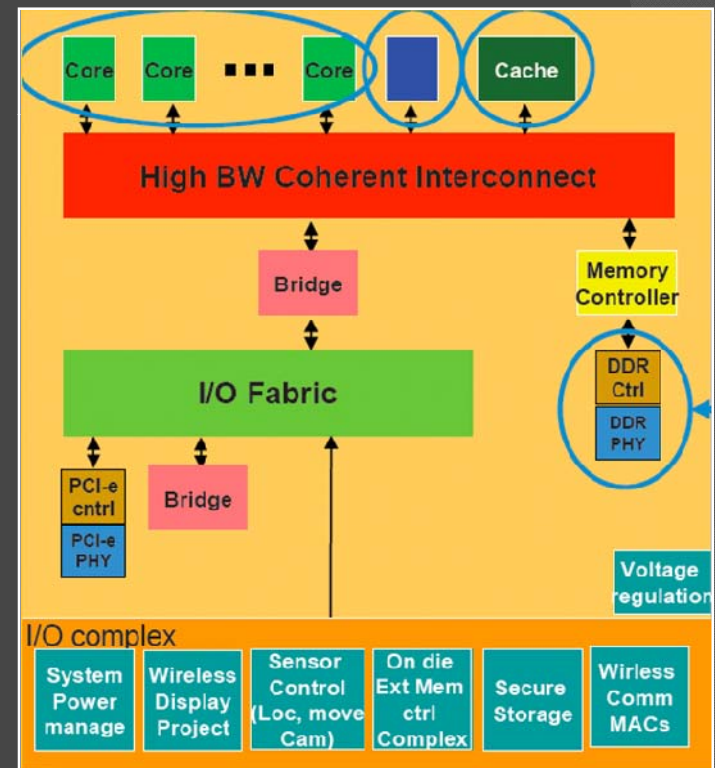 Core
Core
Core
Cache
High BW Coherent Interconnect
Bridge
Memory
Controller
I/O Fabric
DDR
Ctrl
DDR
PHY
PCI-e
cntrl
PCI-e
PHY
Bridge
Voltage
regulation
I/O complex
System
Power
manage
Wireless
Display
Project
Sensor
Control
(Loc, move
Cam)
On die
Ext Mem
ctrl
Complex
Secure
Storage
Wirless
Comm
MACs